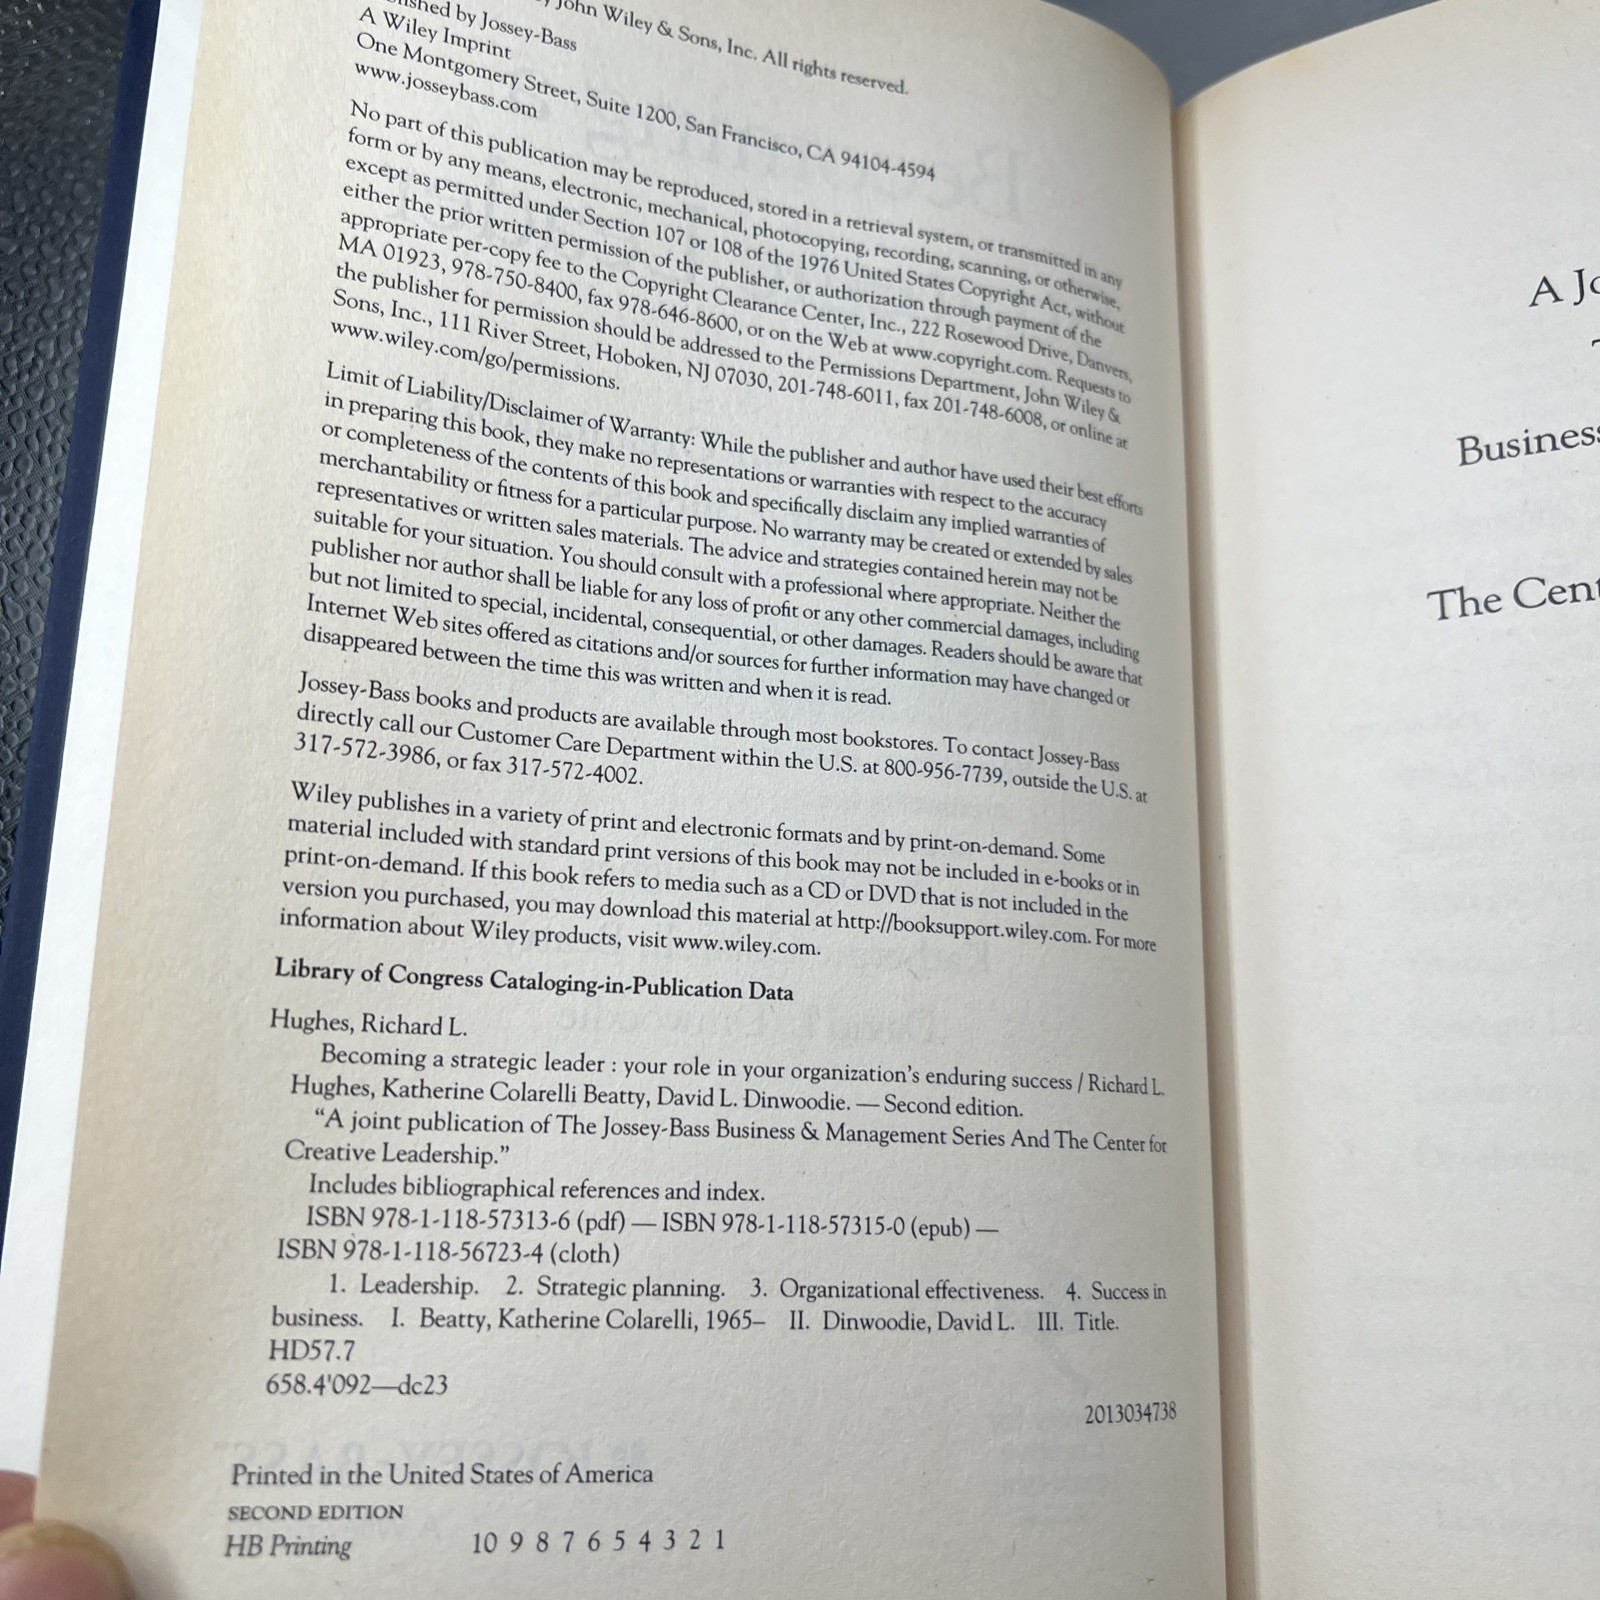 John Wiley & Sons, Inc. All rights reserved.
by Jossey-Bass
A Wiley Imprint
One Montgomery Street, Suite 1200, San Francisco, CA 94104-4594
www.josseybass.com
No part of this publication may be reproduced, stored in a retrieval system, or transmitted in any
form or by any means, electronic, mechanical, photocopying, recording, scanning, or otherwise,
except as permitted under Section 107 or 108 of the 1976 United States Copyright Act, without
either the prior written permission of the publisher, or authorization through payment of the
appropriate per-copy fee to the Copyright Clearance Center, Inc., 222 Rosewood Drive, Danvers,
MA 01923, 978-750-8400, fax 978-646-8600, or on the Web at www.copyright.com. Requests to
the publisher for permission should be addressed to the Permissions Department, John Wiley &
Sons, Inc., 111 River Street, Hoboken, NJ 07030, 201-748-6011, fax 201-748-6008, or online at
www.wiley.com/go/permissions.
Limit of Liability/Disclaimer of Warranty: While the publisher and author have used their best efforts
in preparing this book, they make no representations or warranties with respect to the accuracy
or completeness of the contents of this book and specifically disclaim any implied warranties of
merchantability or fitness for a particular purpose. No warranty may be created or extended by sales
representatives or written sales materials. The advice and strategies contained herein may not be
suitable for your situation. You should consult with a professional where appropriate. Neither the
publisher nor author shall be liable for any loss of profit or any other commercial damages, including
but not limited to special, incidental, consequential, or other damages. Readers should be aware that
Internet Web sites offered as citations and/or sources for further information may have changed or
disappeared between the time this was written and when it is read.
Jossey-Bass books and products are available through most bookstores. To contact Jossey-Bass
directly call our Customer Care Department within the U.S. at 800-956-7739, outside the U.S. at
317-572-3986, or fax 317-572-4002.
Wiley publishes in a variety of print and electronic formats and by print-on-demand. Some
material included with standard print versions of this book may not be included in e-books or in
print-on-demand. If this book refers to media such as a CD or DVD that is not included in the
version you purchased, you may download this material at http://booksupport.wiley.com. For more
information about Wiley products, visit www.wiley.com.
Library of Congress Cataloging-in-Publication Data
Hughes, Richard L.
Becoming a strategic leader : your role in your organization's enduring success / Richard L.
Hughes, Katherine Colarelli Beatty, David L. Dinwoodie. — Second edition.
“A joint publication of The Jossey-Bass Business & Management Series And The Center for
Creative Leadership.”
Includes bibliographical references and index.
ISBN 978-1-118-57313-6 (pdf) — ISBN 978-1-118-57315-0 (epub) —
ISBN 978-1-118-56723-4 (cloth)
1. Leadership. 2. Strategic planning. 3. Organizational effectiveness. 4. Success in
business. I. Beatty, Katherine Colarelli, 1965– II. Dinwoodie, David L. III. Title.
HD57.7
658.4'092—dc23
2013034738
Printed in the United States of America
SECOND EDITION
HB Printing 10 9 8 7 6 5 4 3 2 1
A
Business
The